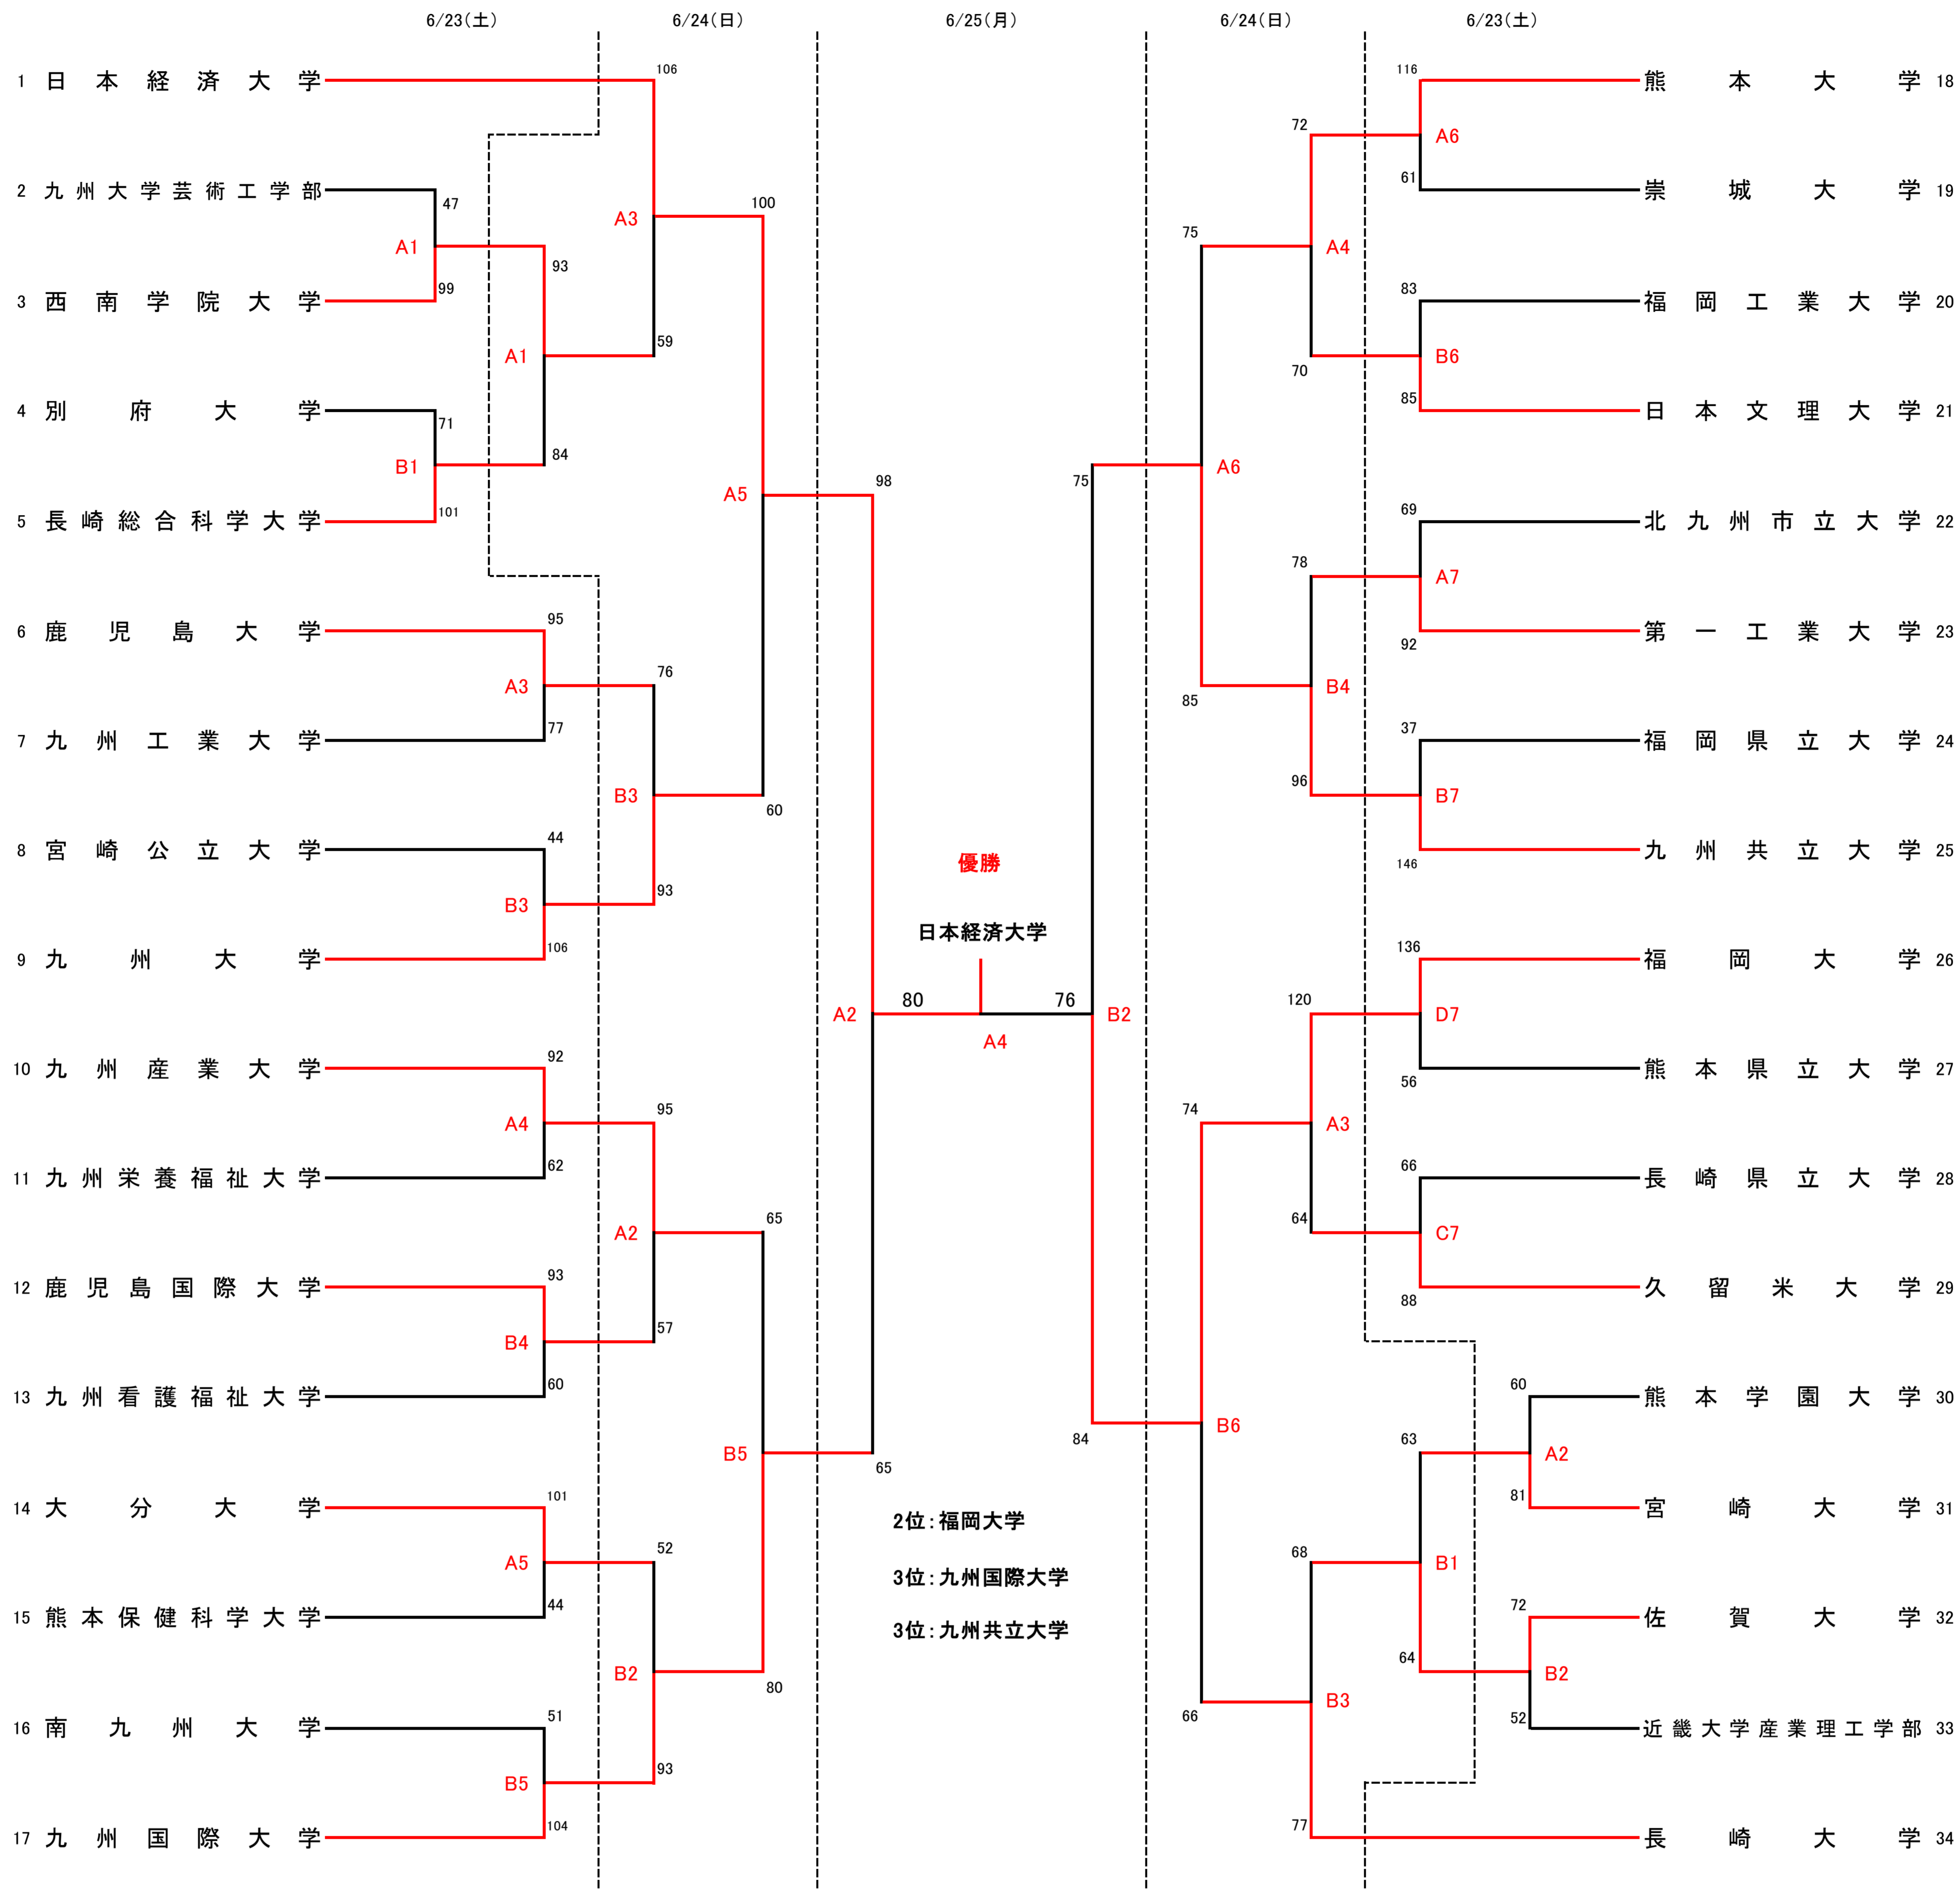 6/23(土) 6/24(日) 6/25(月) 6/24(日) 6/23(土)
1 日本経済大学 106 116 熊本大学 18
72 A6
2 九州大学芸術工学部 47 61 崇城大学 19
A3 100
A1 93 75 A4
3 西南学院大学 99 83 福岡工業大学 20
A1 59 B6
70
4 別府大学 71 85 日本文理大学 21
B1 84 A6
A5 98 75
5 長崎総合科学大学 101 69 北九州市立大学 22
78 A7
6 鹿児島大学 95 92 第一工業大学 23
76
A3 85 B4
7 九州工業大学 77 37 福岡県立大学 24
B3 60 96 B7
8 宮崎公立大学 44 146 九州共立大学 25
優勝
B3 93
日本経済大学
9 九州大学 106 136 福岡大学 26
A2 80 76 B2 120 D7
A4
10 九州産業大学 92 56 熊本県立大学 27
A4 95 74 A3
11 九州栄養福祉大学 62 66 長崎県立大学 28
A2 65 64 C7
12 鹿児島国際大学 93 88 久留米大学 29
B4 57
13 九州看護福祉大学 60 60 熊本学園大学 30
84 B6 63
B5 65 A2
14 大分大学 101 81 宮崎大学 31
2位：福岡大学
A5 52 68 B1
3位：九州国際大学
15 熊本保健科学大学 44 72 佐賀大学 32
3位：九州共立大学
B2 80 64 B2
66 B3
16 南九州大学 51 52 近畿大学産業理工学部 33
B5 93
17 九州国際大学 104 77 長崎大学 34